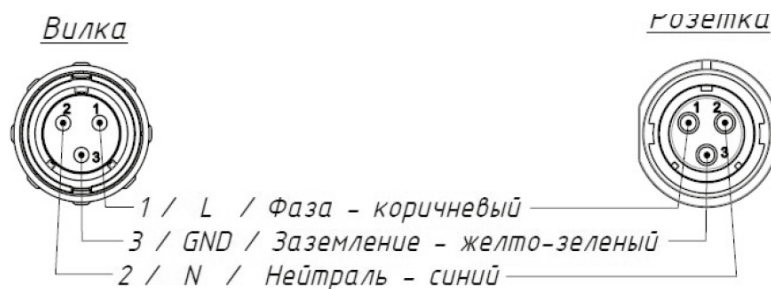 Вилка
Розетка
2 1
3
1 2
3
1 / L / Фаза - коричневый
3 / GND / Заземление - желто-зеленый
2 / N / Нейтраль - синий